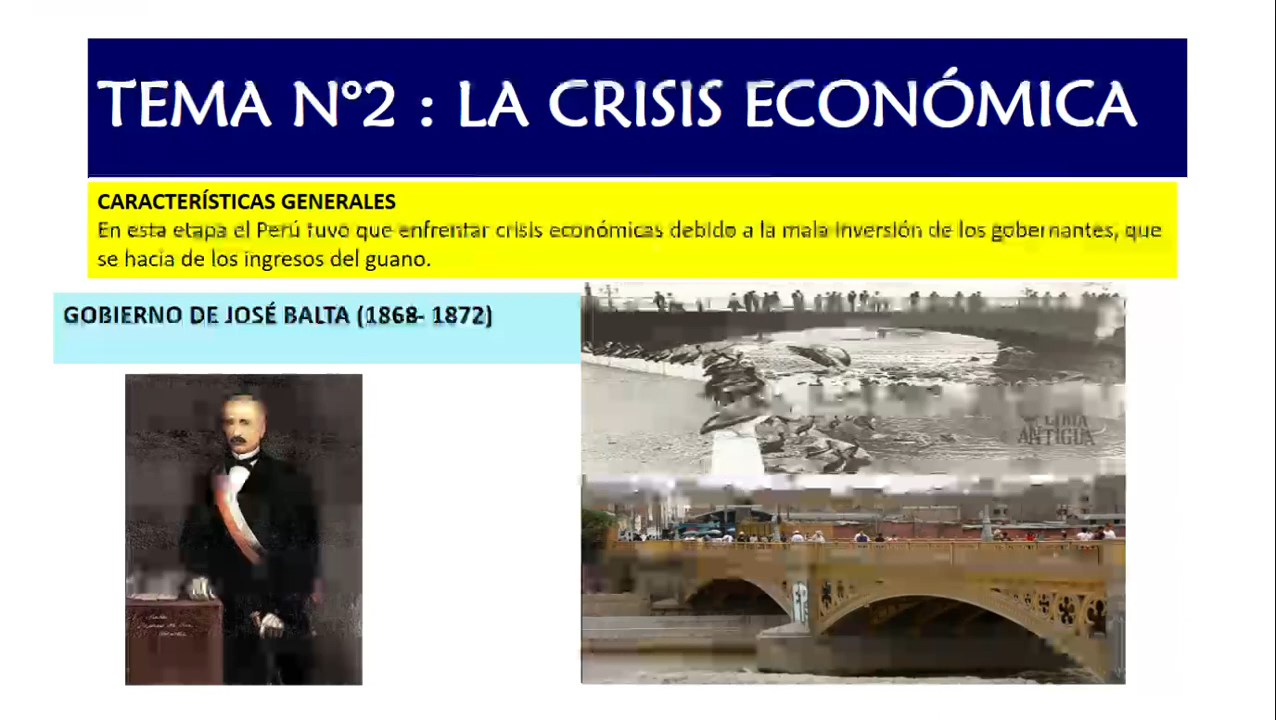 TEMA N°2 : LA CRISIS ECONÓMICA
CARACTERÍSTICAS GENERALES
En esta etapa el Perú tuvo que enfrentar crisis económicas debido a la mala inversión de los gobernantes, que
se hacia de los ingresos del guano.
GOBIERNO DE JOSÉ BALTA (1868- 1872)
LIMA
ANTIGUA